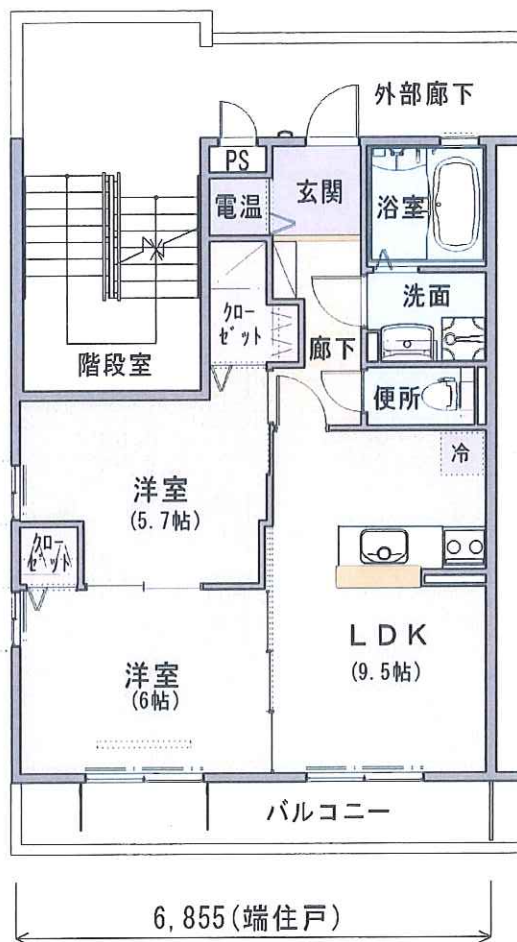 外部廊下
PS
電温
玄関
浴室
クロー
ゼット
廊下
洗面
階段室
便所
冷
洋室
(5.7帖)
クロー
ゼット
LDK
(9.5帖)
洋室
(6帖)
バルコニー
6,855(端住戸)